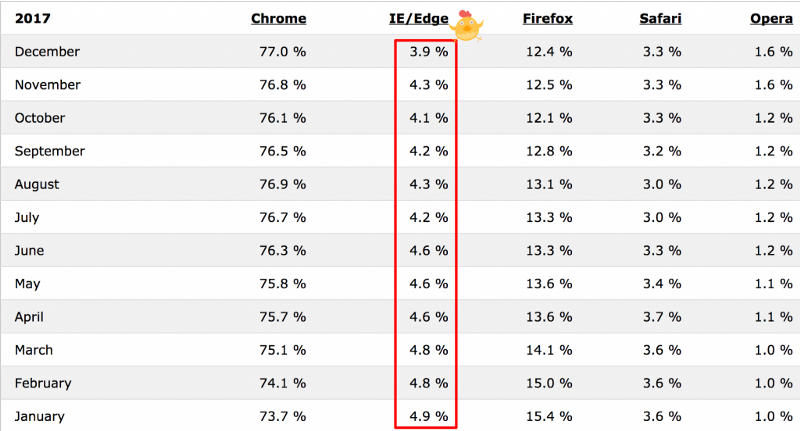 2017 Chrome IE/Edge Firefox Safari Opera
December 77.0 % 3.9 % 12.4 % 3.3 % 1.6 %
November 76.8 % 4.3 % 12.5 % 3.3 % 1.6 %
October 76.1 % 4.1 % 12.1 % 3.3 % 1.2 %
September 76.5 % 4.2 % 12.8 % 3.2 % 1.2 %
August 76.9 % 4.3 % 13.1 % 3.0 % 1.2 %
July 76.7 % 4.2 % 13.3 % 3.0 % 1.2 %
June 76.3 % 4.6 % 13.3 % 3.3 % 1.2 %
May 75.8 % 4.6 % 13.6 % 3.4 % 1.1 %
April 75.7 % 4.6 % 13.6 % 3.7 % 1.1 %
March 75.1 % 4.8 % 14.1 % 3.6 % 1.0 %
February 74.1 % 4.8 % 15.0 % 3.6 % 1.0 %
January 73.7 % 4.9 % 15.4 % 3.6 % 1.0 %